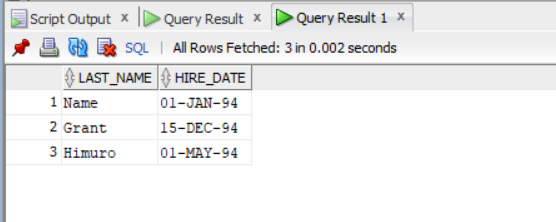 Script Output x Query Result x Query Result 1 x
SQL | All Rows Fetched: 3 in 0.002 seconds
LAST_NAME HIRE_DATE
1 Name 01-JAN-94
2 Grant 15-DEC-94
3 Himuro 01-MAY-94